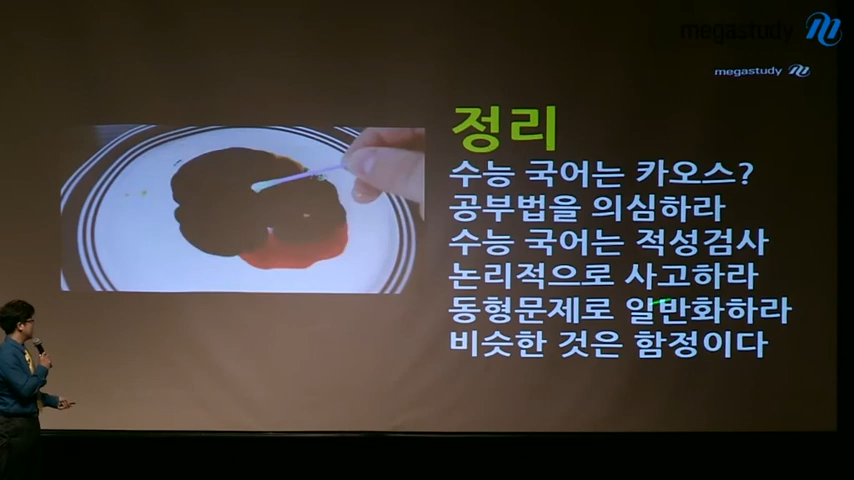 megastudy
megastudy
정리
수능 국어는 카오스?
공부법을 의심하라
수능 국어는 적성검사
논리적으로 사고하라
동형문제로 일반화하라
비슷한 것은 함정이다